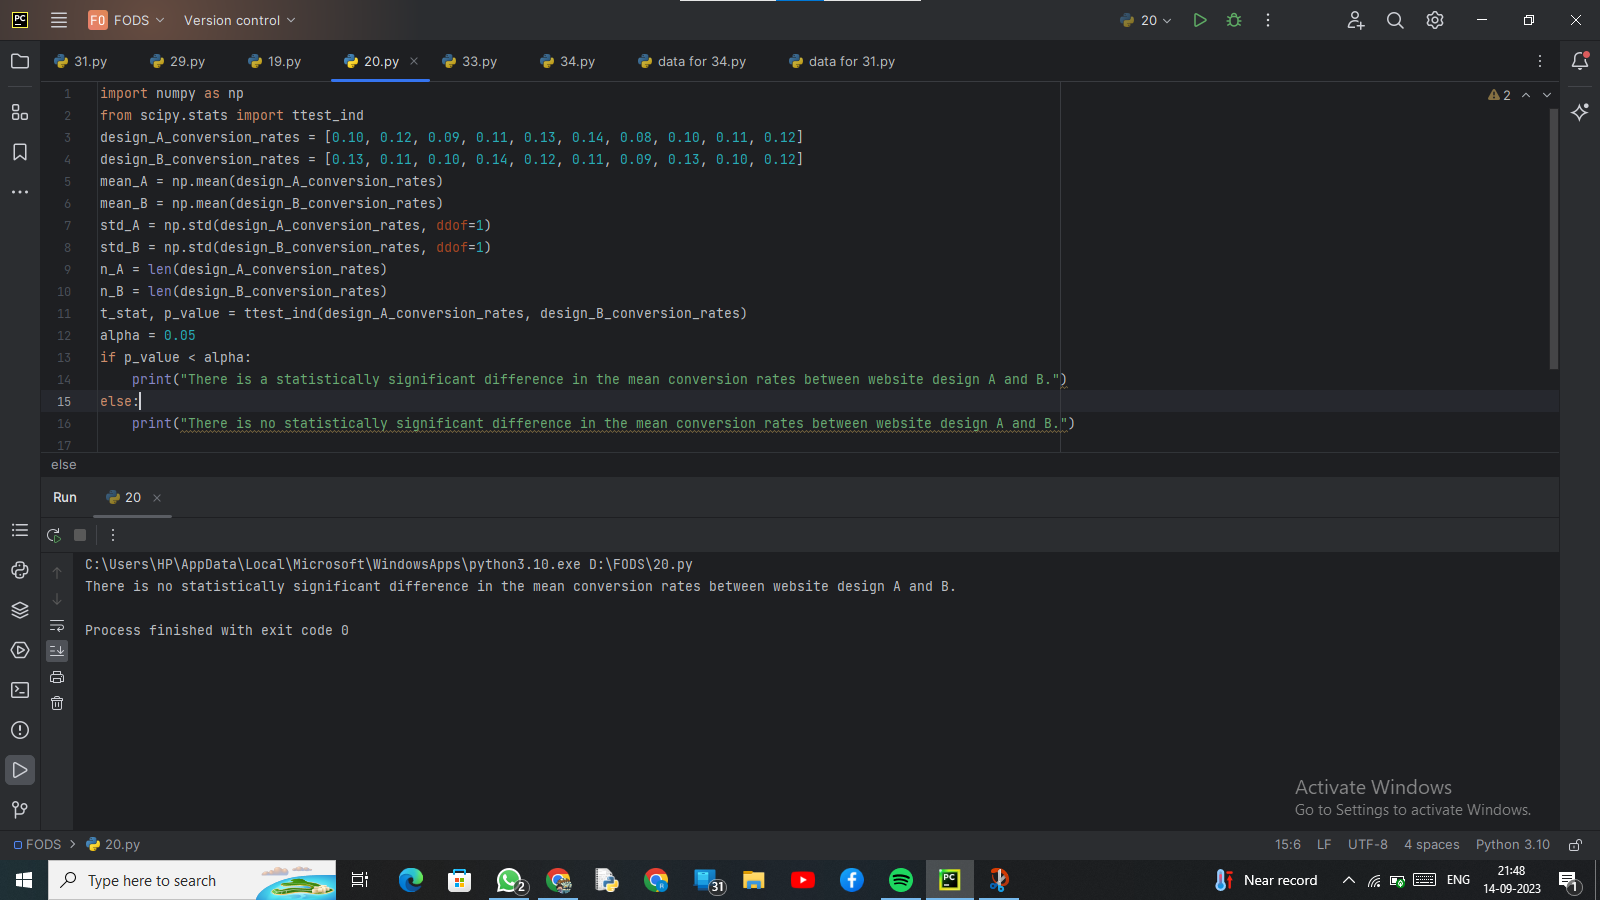 PC
FO FODS Version control 20
31.py 29.py 19.py 20.py 33.py 34.py data for 34.py data for 31.py
2
1 import numpy as np
2 from scipy.stats import ttest_ind
3 design_A_conversion_rates = [0.10, 0.12, 0.09, 0.11, 0.13, 0.14, 0.08, 0.10, 0.11, 0.12]
4 design_B_conversion_rates = [0.13, 0.11, 0.10, 0.14, 0.12, 0.11, 0.09, 0.13, 0.10, 0.12]
5 mean_A = np.mean(design_A_conversion_rates)
6 mean_B = np.mean(design_B_conversion_rates)
7 std_A = np.std(design_A_conversion_rates, ddof=1)
8 std_B = np.std(design_B_conversion_rates, ddof=1)
9 n_A = len(design_A_conversion_rates)
10 n_B = len(design_B_conversion_rates)
11 t_stat, p_value = ttest_ind(design_A_conversion_rates, design_B_conversion_rates)
12 alpha = 0.05
13 if p_value < alpha:
14     print("There is a statistically significant difference in the mean conversion rates between website design A and B.")
15 else:
16     print("There is no statistically significant difference in the mean conversion rates between website design A and B.")
17
else
Run 20
C:\Users\HP\AppData\Local\Microsoft\WindowsApps\python3.10.exe D:\FODS\20.py
There is no statistically significant difference in the mean conversion rates between website design A and B.
Process finished with exit code 0
Activate Windows
Go to Settings to activate Windows.
FODS > 20.py 15:6 LF UTF-8 4 spaces Python 3.10
Type here to search 2 31 PC Near record ENG 21:48
14-09-2023 1